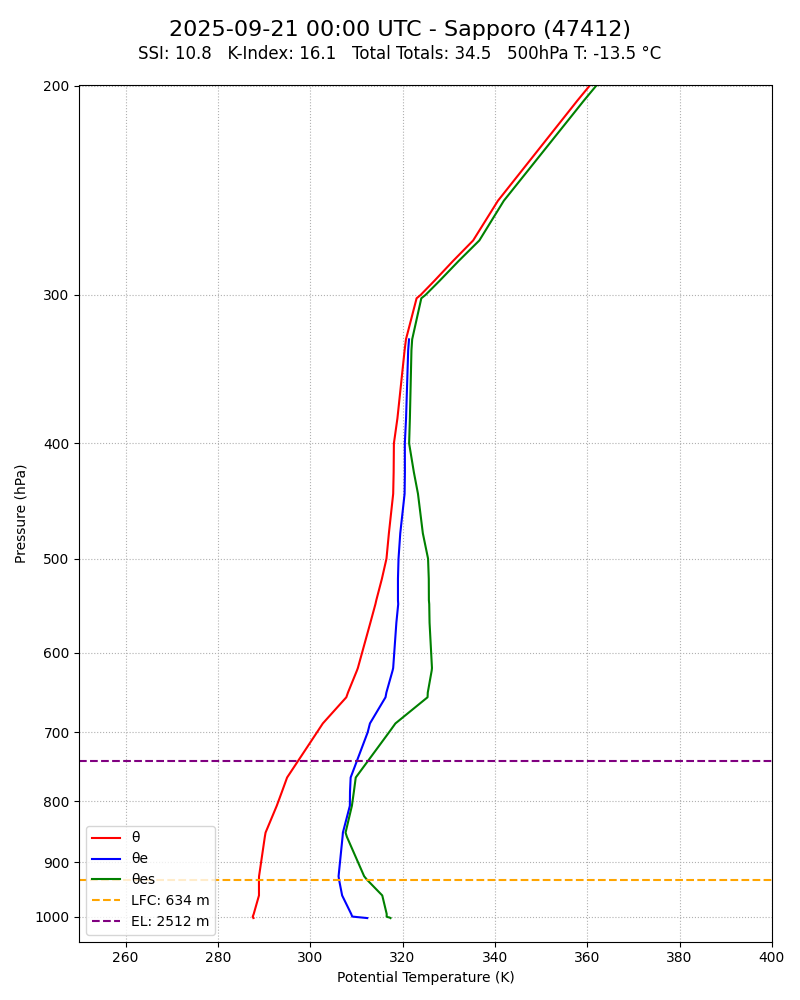 2025-09-21 00:00 UTC - Sapporo (47412)
SSI: 10.8   K-Index: 16.1   Total Totals: 34.5   500hPa T: -13.5 °C
200
300
400
500
600
700
800
900
1000
Pressure (hPa)
θ
θe
θes
LFC: 634 m
EL: 2512 m
260 280 300 320 340 360 380 400
Potential Temperature (K)